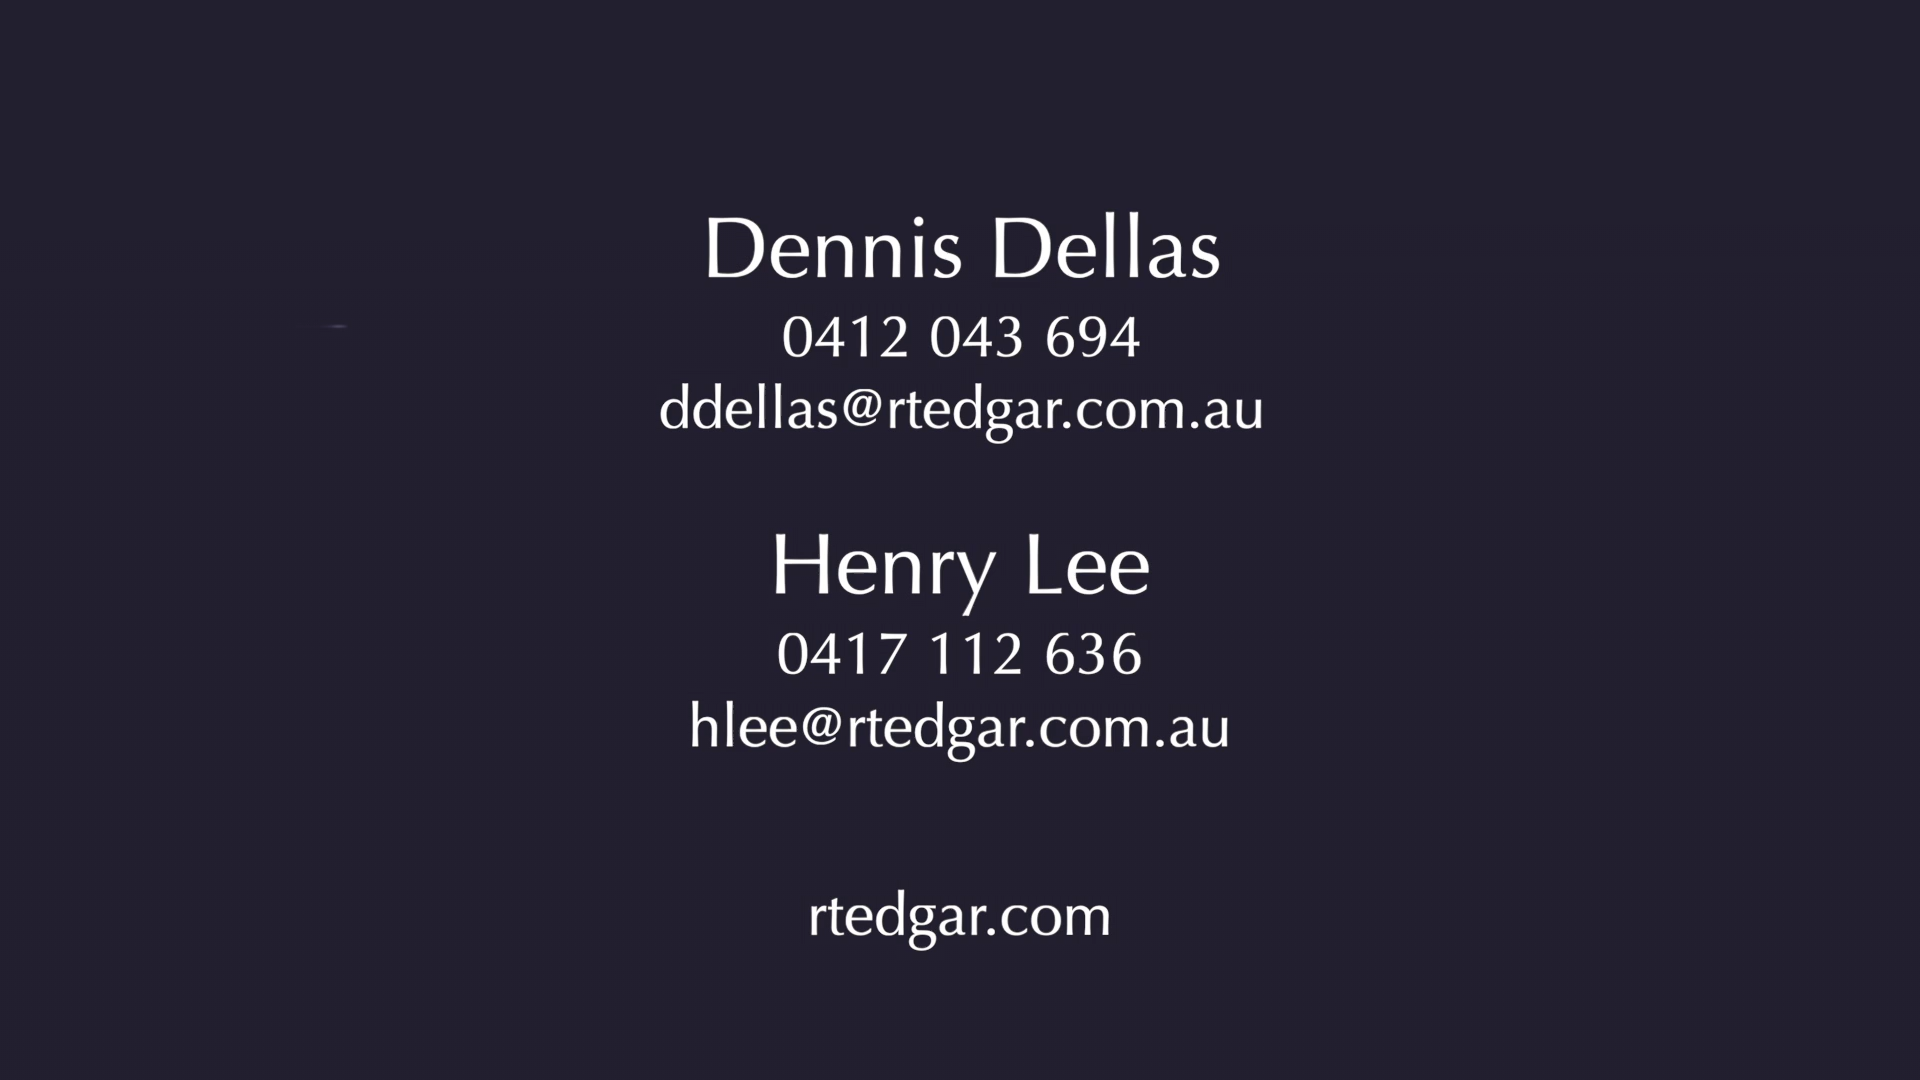 Dennis Dellas
0412 043 694
ddellas@rtedgar.com.au
Henry Lee
0417 112 636
hlee@rtedgar.com.au
rtedgar.com